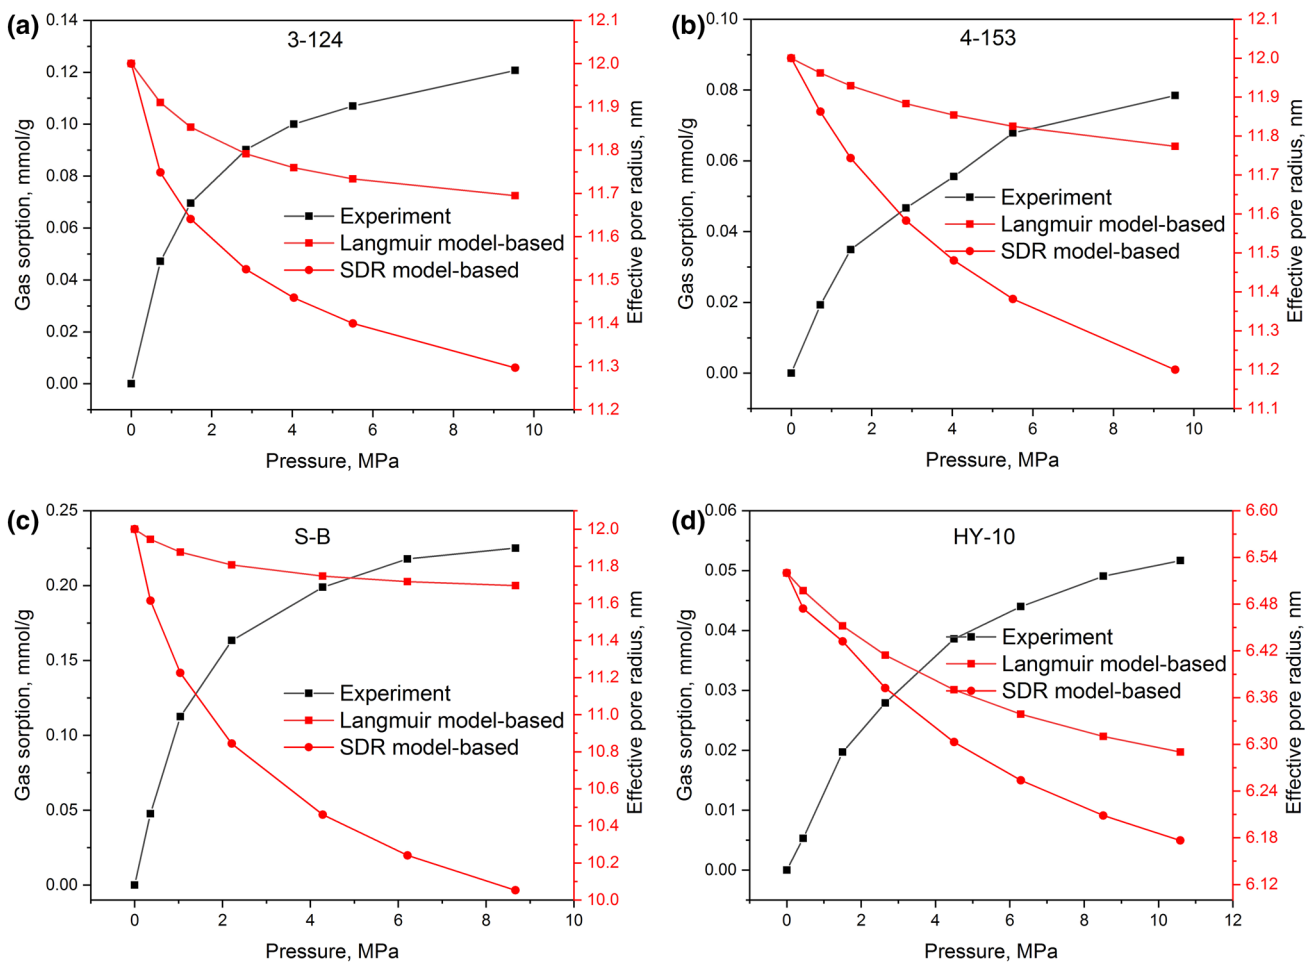 (a)
3-124
Gas sorption, mmol/g
0.14
0.12
0.10
0.08
0.06
0.04
0.02
0.00
Experiment
Langmuir model-based
SDR model-based
12.1
12.0
11.9
11.8
11.7
11.6
11.5
11.4
11.3
11.2
Effective pore radius, nm
0 2 4 6 8 10
Pressure, MPa
(b)
4-153
Gas sorption, mmol/g
0.10
0.08
0.06
0.04
0.02
0.00
Experiment
Langmuir model-based
SDR model-based
12.1
12.0
11.9
11.8
11.7
11.6
11.5
11.4
11.3
11.2
11.1
Effective pore radius, nm
0 2 4 6 8 10
Pressure, MPa
(c)
S-B
Gas sorption, mmol/g
0.25
0.20
0.15
0.10
0.05
0.00
Experiment
Langmuir model-based
SDR model-based
12.0
11.8
11.6
11.4
11.2
11.0
10.8
10.6
10.4
10.2
10.0
Effective pore radius, nm
0 2 4 6 8 10
Pressure, MPa
(d)
HY-10
Gas sorption, mmol/g
0.06
0.05
0.04
0.03
0.02
0.01
0.00
Experiment
Langmuir model-based
SDR model-based
6.60
6.54
6.48
6.42
6.36
6.30
6.24
6.18
6.12
Effective pore radius, nm
0 2 4 6 8 10 12
Pressure, MPa